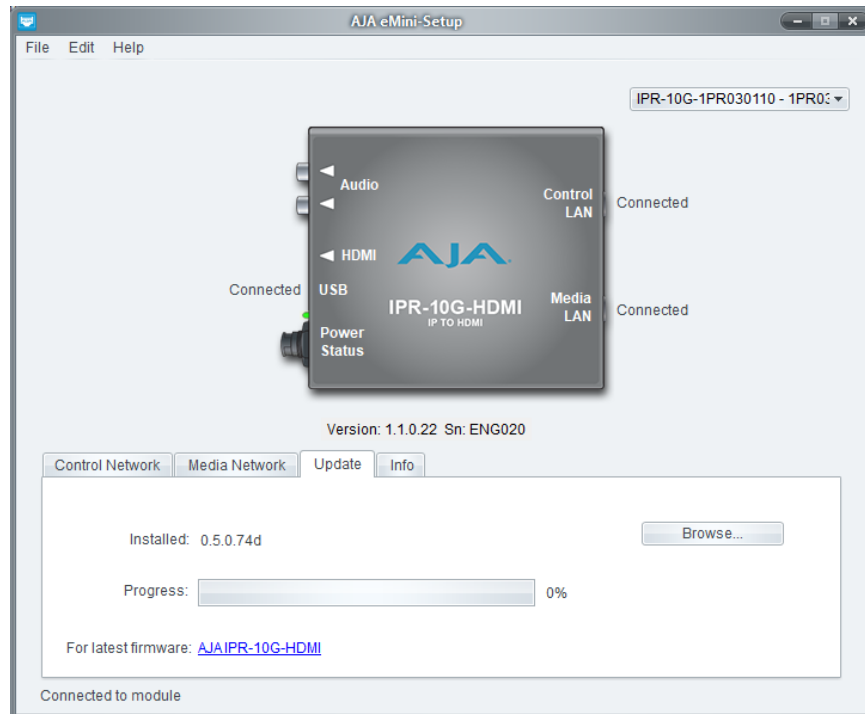 AJA eMini-Setup
File Edit Help
IPR-10G-1PR030110 - 1PR03
Audio
Control
LAN
Connected
HDMI
AJA
Connected
USB
IPR-10G-HDMI
IP TO HDMI
Media
LAN
Connected
Power
Status
Version: 1.1.0.22 Sn: ENG020
Control Network Media Network Update Info
Installed: 0.5.0.74d
Browse...
Progress:
0%
For latest firmware: AJA IPR-10G-HDMI
Connected to module